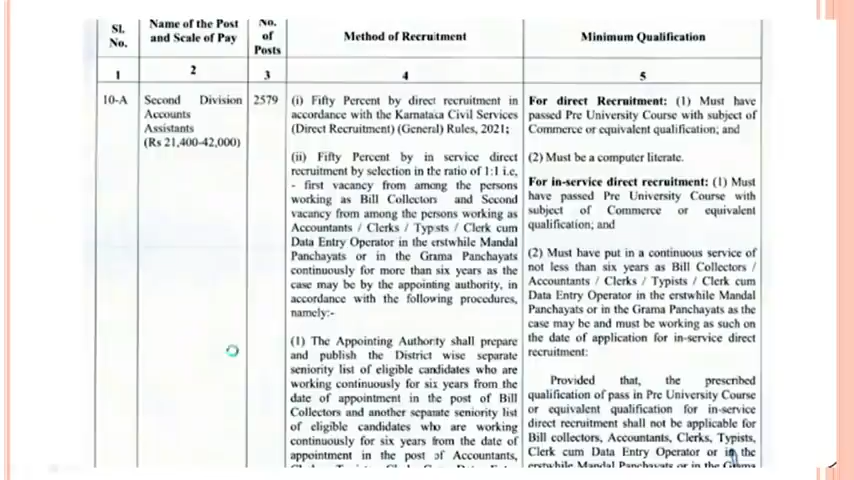 Sl. No.
Name of the Post and Scale of Pay
No. of Posts
Method of Recruitment
Minimum Qualification
1
2
3
4
5
10-A
Second Division
Accounts
Assistants
(Rs 21,400-42,000)
2579
(i) Fifty Percent by direct recruitment in
accordance with the Karnataka Civil Services
(Direct Recruitment) (General) Rules, 2021;
(ii) Fifty Percent by in service direct
recruitment by selection in the ratio of 1:1 i.e,
- first vacancy from among the persons
working as Bill Collectors and Second
vacancy from among the persons working as
Accountants / Clerks / Typists / Clerk cum
Data Entry Operator in the erstwhile Mandal
Panchayats or in the Grama Panchayats
continuously for more than six years as the
case may be by the appointing authority, in
accordance with the following procedures,
namely:-
(1) The Appointing Authority shall prepare
and publish the District wise separate
seniority list of eligible candidates who are
working continuously for six years from the
date of appointment in the post of Bill
Collectors and another separate seniority list
of eligible candidates who are working
continuously for six years from the date of
appointment in the post of Accountants,
For direct Recruitment: (1) Must have
passed Pre University Course with subject of
Commerce or equivalent qualification; and
(2) Must be a computer literate.
For in-service direct recruitment: (1) Must
have passed Pre University Course with
subject of Commerce or equivalent
qualification; and
(2) Must have put in a continuous service of
not less than six years as Bill Collectors /
Accountants / Clerks / Typists / Clerk cum
Data Entry Operator in the erstwhile Mandal
Panchayats or in the Grama Panchayats as the
case may be and must be working as such on
the date of application for in-service direct
recruitment:
Provided that, the prescribed
qualification of pass in Pre University Course
or equivalent qualification for in-service
direct recruitment shall not be applicable for
Bill collectors, Accountants, Clerks, Typists,
Clerk cum Data Entry Operator or in the
erstwhile Mandal Panchayats or in the Grama